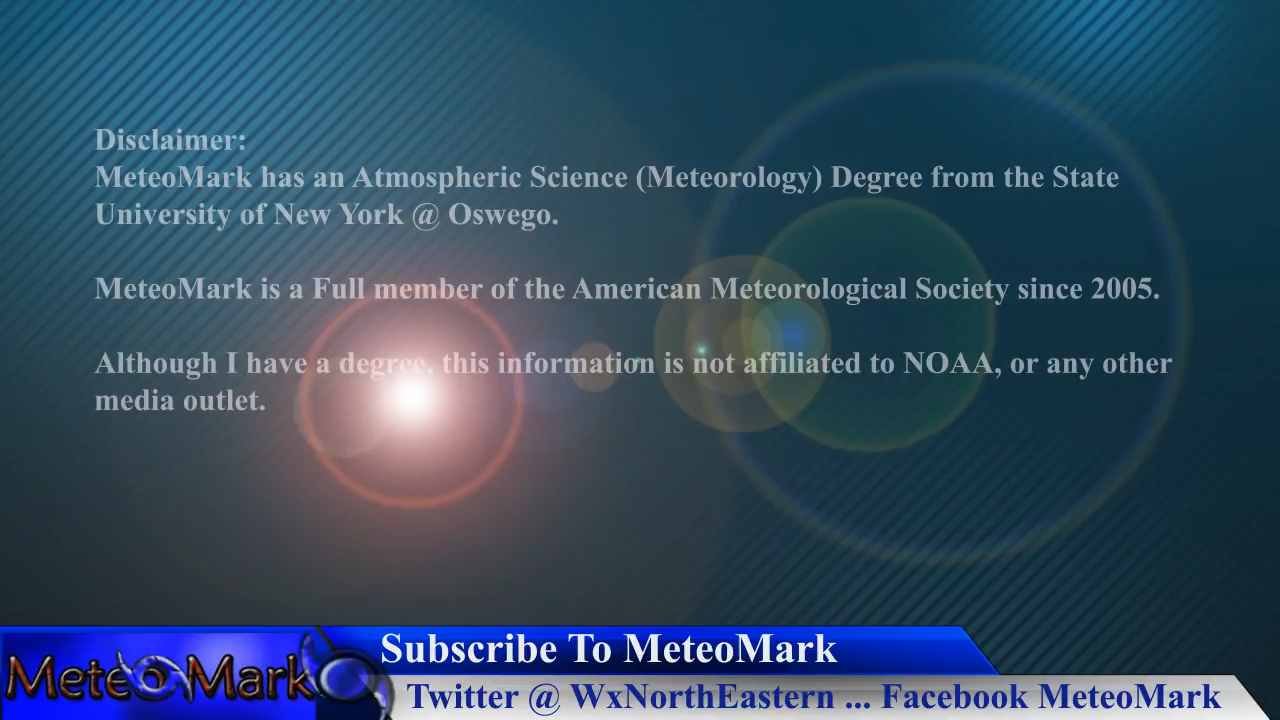 Disclaimer:
MeteoMark has an Atmospheric Science (Meteorology) Degree from the State
University of New York @ Oswego.
MeteoMark is a Full member of the American Meteorological Society since 2005.
Although I have a degree, this information is not affiliated to NOAA, or any other
media outlet.
Subscribe To MeteoMark
MeteoMark
Twitter @ WxNorthEastern ... Facebook MeteoMark